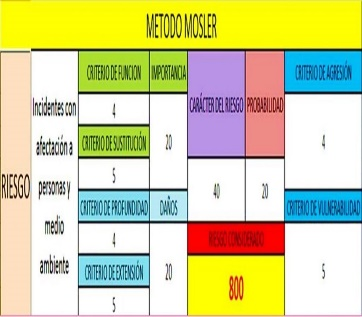 METODO MOSLER
RIESGO
Incidentes con
afectación a
personas y
medio
ambiente
CRITERIO DE FUNCION
4
CRITERIO DE SUSTITUCIÓN
5
CRITERIO DE PROFUNDIDAD
4
CRITERIO DE EXTENSIÓN
5
IMPORTANCIA
20
DAÑOS
20
CARÁCTER DEL RIESGO
40
PROBABILIDAD
20
RIESGO CONSIDERADO
800
CRITERIO DE AGRESIÓN
4
CRITERIO DE VULNERABILIDAD
5